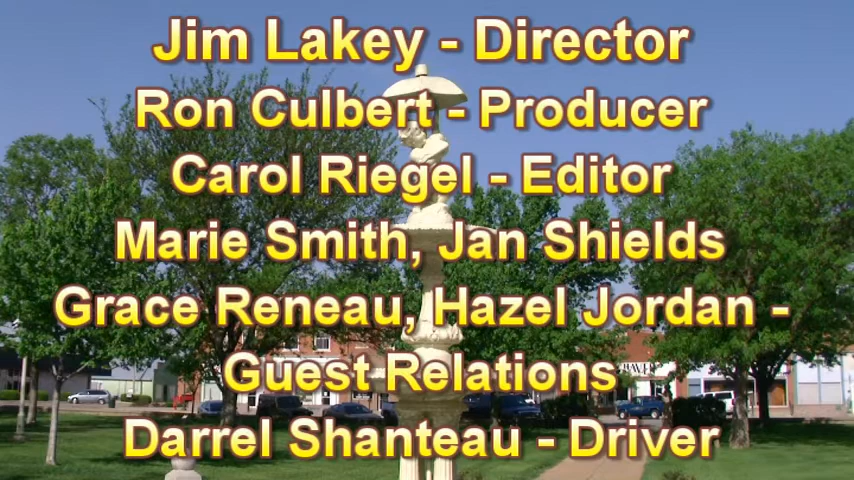 Jim Lakey - Director
Ron Culbert - Producer
Carol Riegel - Editor
Marie Smith, Jan Shields
Grace Reneau, Hazel Jordan -
Guest Relations
Darrel Shanteau - Driver